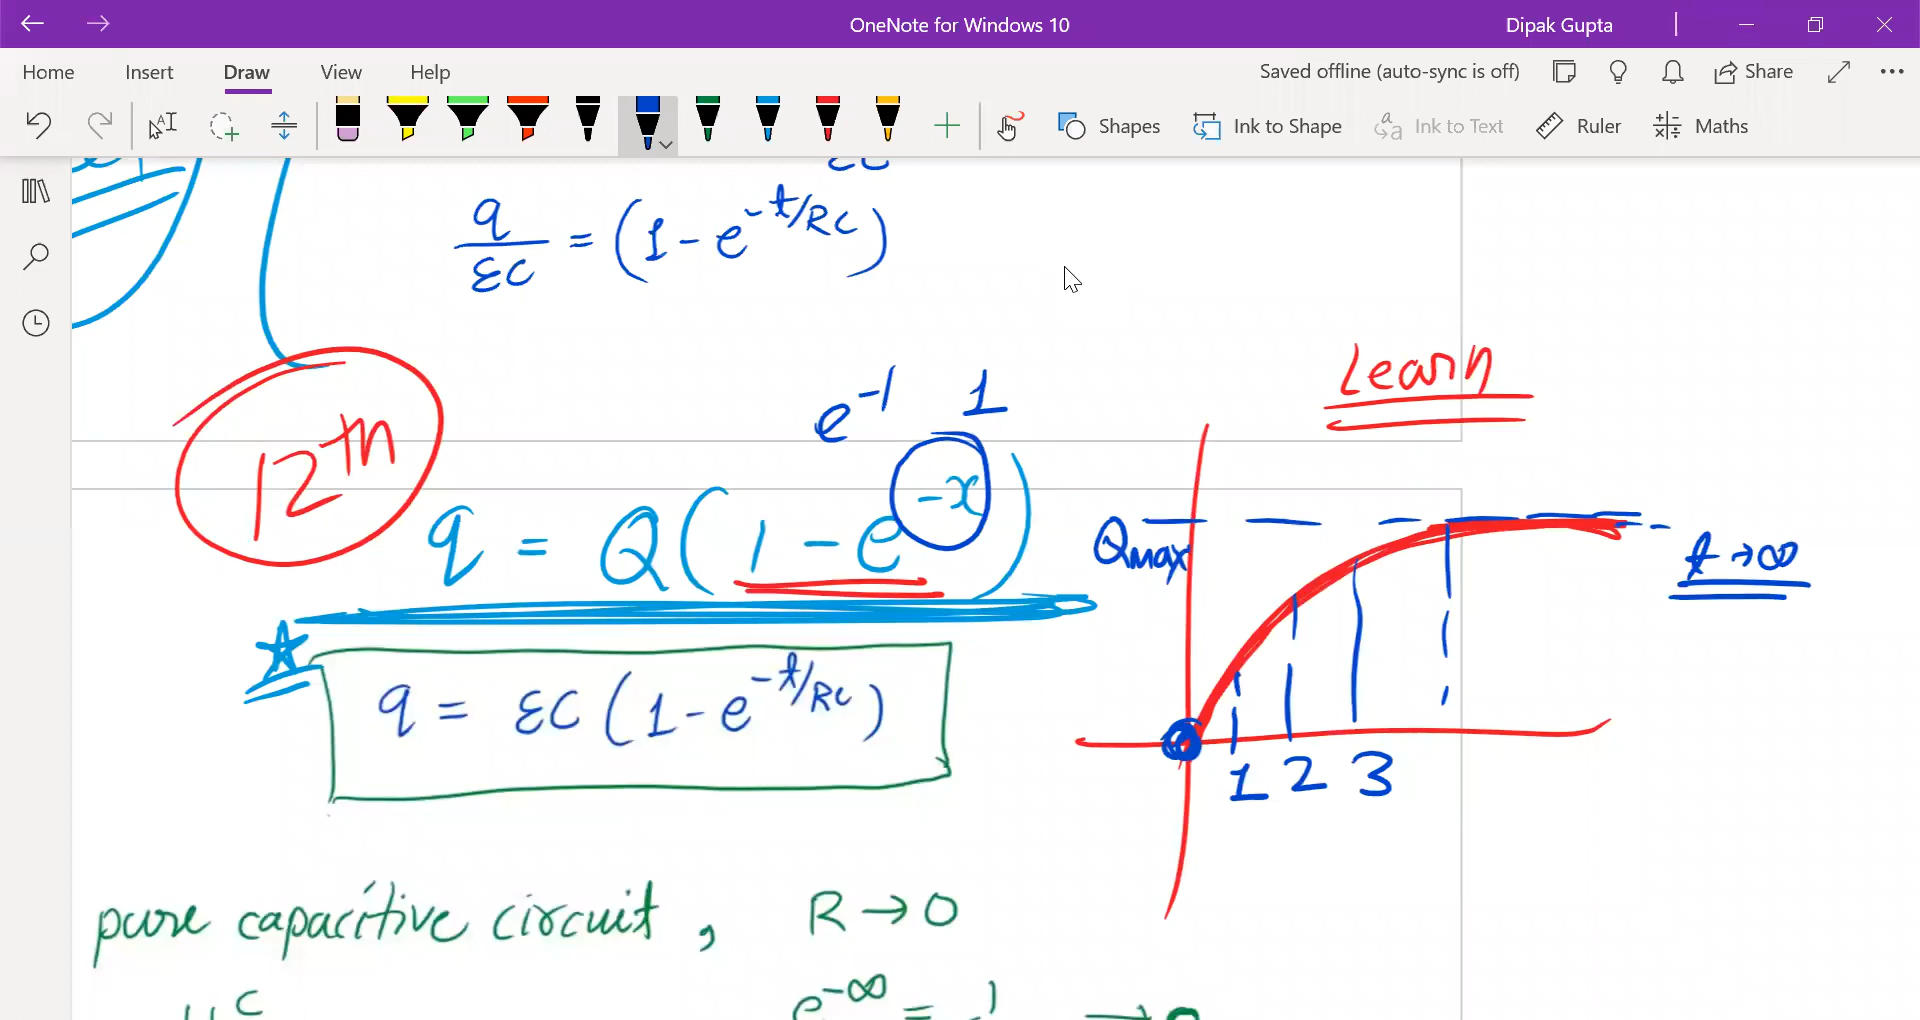 OneNote for Windows 10
Dipak Gupta
Home Insert Draw View Help
Saved offline (auto-sync is off) Share
Shapes Ink to Shape Ink to Text Ruler Maths
q/εC = (1 - e^-t/RC)
Learn
12th
e^-1 1
q = Q(1 - e^-x)
Qmax
t→∞
q = εC(1 - e^-t/RC)
1 2 3
pure capacitive circuit, R→0
C
e^-∞ = 1 →0